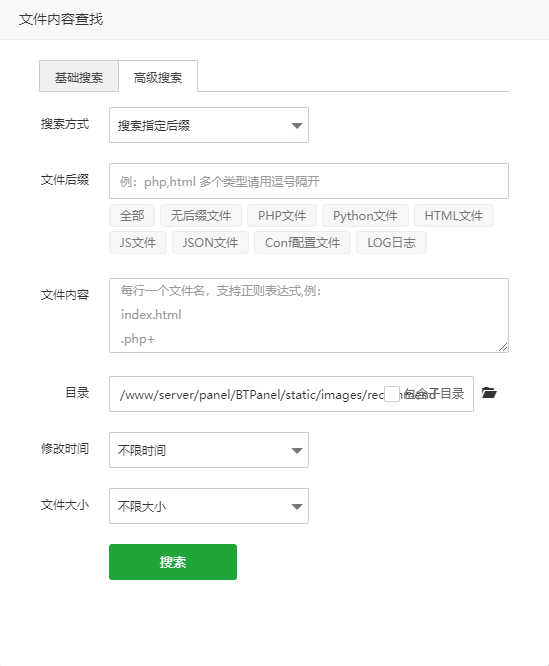 文件内容查找
基础搜索 高级搜索
搜索方式 搜索指定后缀
文件后缀 例：php,html 多个类型请用逗号隔开
全部 无后缀文件 PHP文件 Python文件 HTML文件
JS文件 JSON文件 Conf配置文件 LOG日志
文件内容 每行一个文件名，支持正则表达式,例：
index.html
.php+
目录 /www/server/panel/BTPanel/static/images/recommend 包含子目录
修改时间 不限时间
文件大小 不限大小
搜索